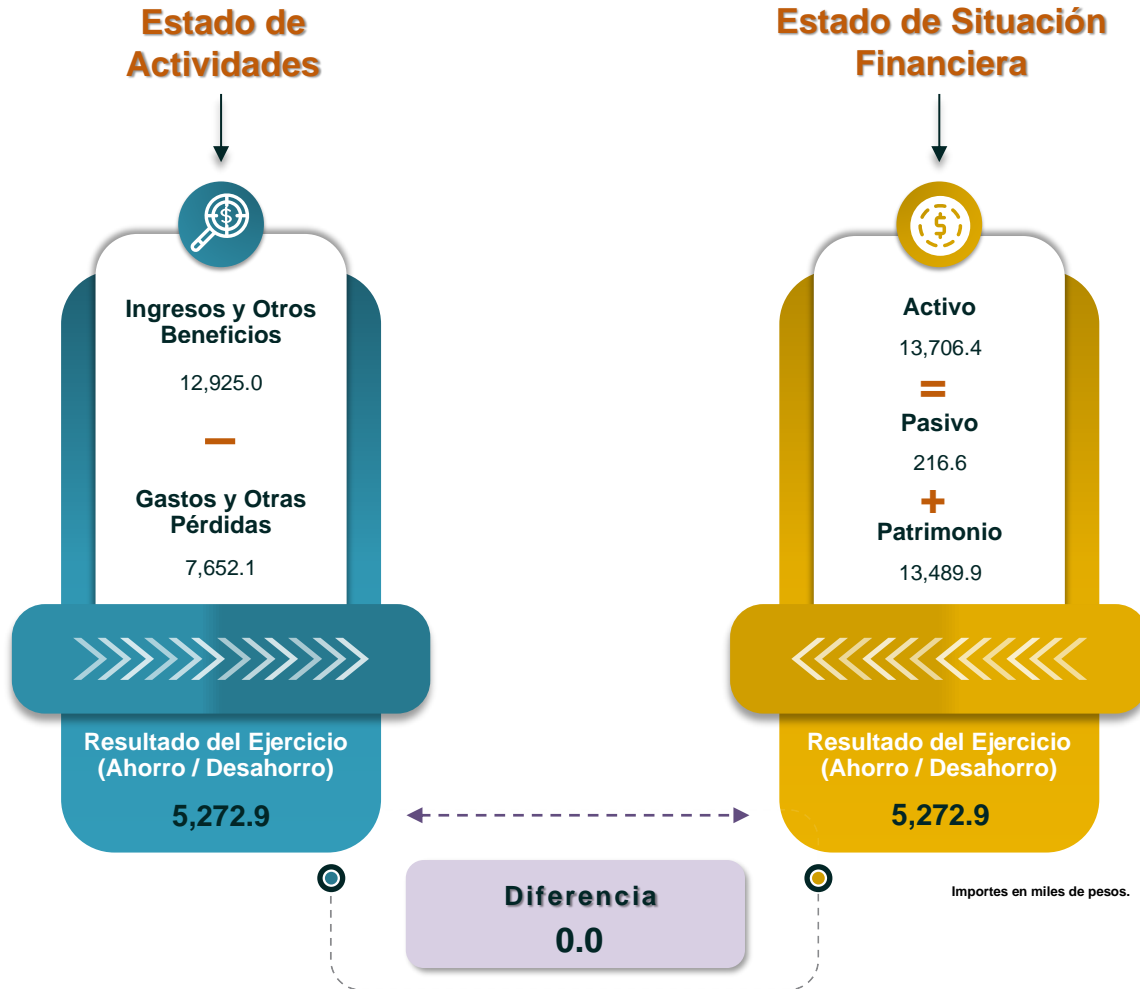 Estado de
Actividades
Ingresos y Otros
Beneficios
12,925.0
–
Gastos y Otras
Pérdidas
7,652.1
Resultado del Ejercicio
(Ahorro / Desahorro)
5,272.9
Estado de Situación
Financiera
Activo
13,706.4
=
Pasivo
216.6
+
Patrimonio
13,489.9
Resultado del Ejercicio
(Ahorro / Desahorro)
5,272.9
Diferencia
0.0
Importes en miles de pesos.